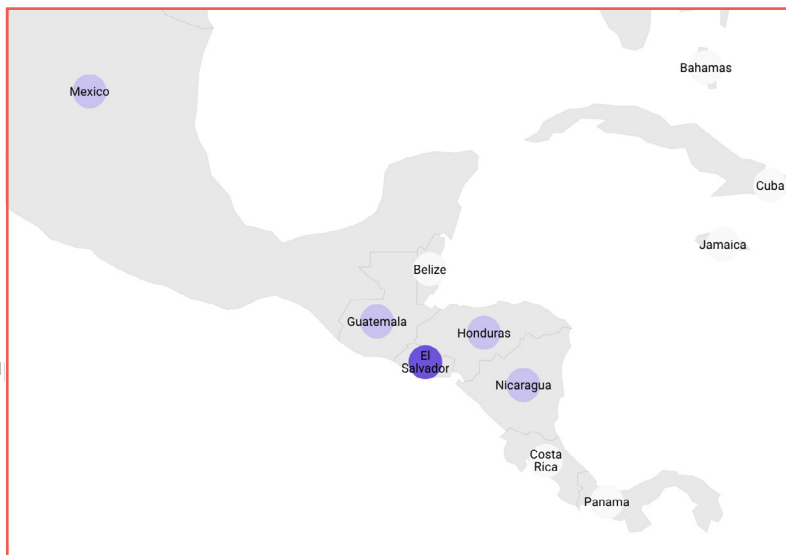 Bahamas
Mexico
Cuba
Jamaica
Belize
Guatemala
Honduras
El
Salvador
Nicaragua
Costa
Rica
Panama